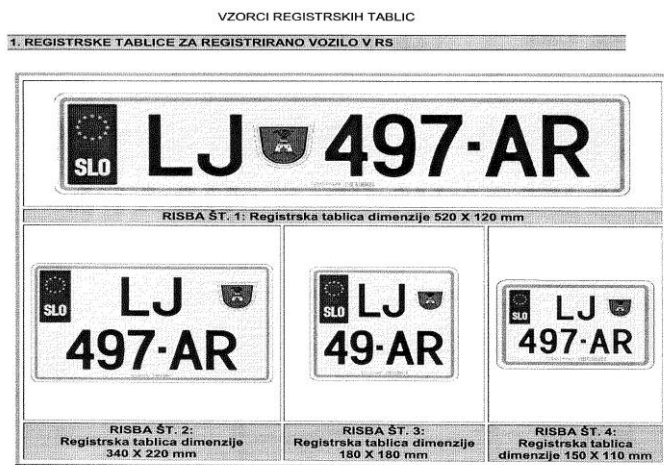 VZORCI REGISTRSKIH TABLIC
1. REGISTRSKE TABLICE ZA REGISTRIRANO VOZILO V RS
SLO LJ 497-AR
RISBA ŠT. 1: Registrska tablica dimenzije 520 X 120 mm
SLO LJ
497-AR
RISBA ŠT. 2:
Registrska tablica dimenzije
340 X 220 mm
SLO LJ
49-AR
RISBA ŠT. 3:
Registrska tablica dimenzije
180 X 180 mm
SLO LJ
497-AR
RISBA ŠT. 4:
Registrska tablica
dimenzije 150 X 110 mm